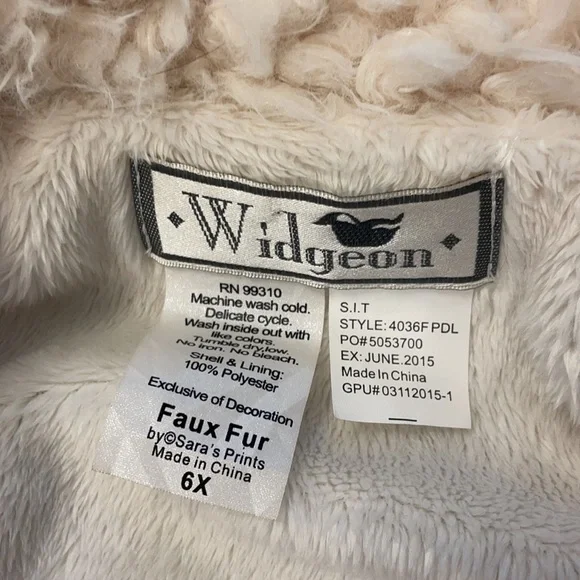 Widgeon
RN 99310
Machine wash cold.
Delicate cycle.
Wash inside out with
like colors.
Tumble dry,low.
No iron. No bleach.
Shell & Lining:
100% Polyester
Exclusive of Decoration
Faux Fur
by©Sara's Prints
Made in China
6X
S.I.T
STYLE:4036F PDL
PO#5053700
EX: JUNE.2015
Made In China
GPU#03112015-1